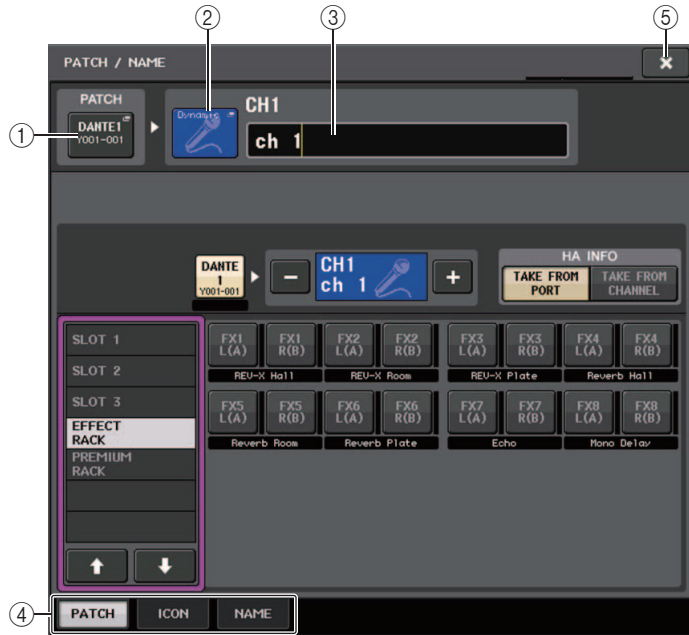 ① ② ③ ④ ⑤
PATCH / NAME
PATCH
DANTE1
Y001-001
Dynamic
CH1
ch 1
DANTE
1
Y001-001
−
CH1
ch 1
+
HA INFO
TAKE FROM
PORT
TAKE FROM
CHANNEL
SLOT 1
SLOT 2
SLOT 3
EFFECT
RACK
PREMIUM
RACK
FX1
L(A)
FX1
R(B)
FX2
L(A)
FX2
R(B)
FX3
L(A)
FX3
R(B)
FX4
L(A)
FX4
R(B)
REV-X Hall
REV-X Room
REV-X Plate
Reverb Hall
FX5
L(A)
FX5
R(B)
FX6
L(A)
FX6
R(B)
FX7
L(A)
FX7
R(B)
FX8
L(A)
FX8
R(B)
Reverb Room
Reverb Plate
Echo
Mono Delay
PATCH
ICON
NAME